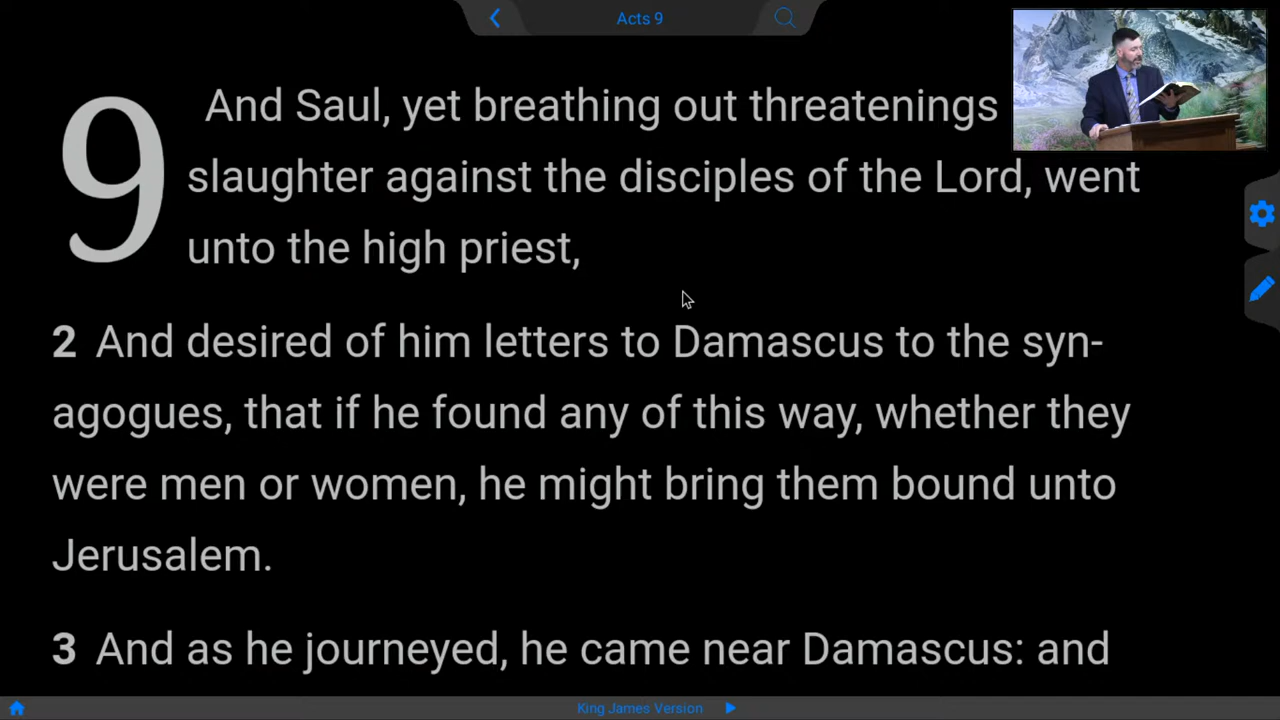 Acts 9
9 And Saul, yet breathing out threatenings
slaughter against the disciples of the Lord, went
unto the high priest,
2 And desired of him letters to Damascus to the syn-
agogues, that if he found any of this way, whether they
were men or women, he might bring them bound unto
Jerusalem.
3 And as he journeyed, he came near Damascus: and
King James Version